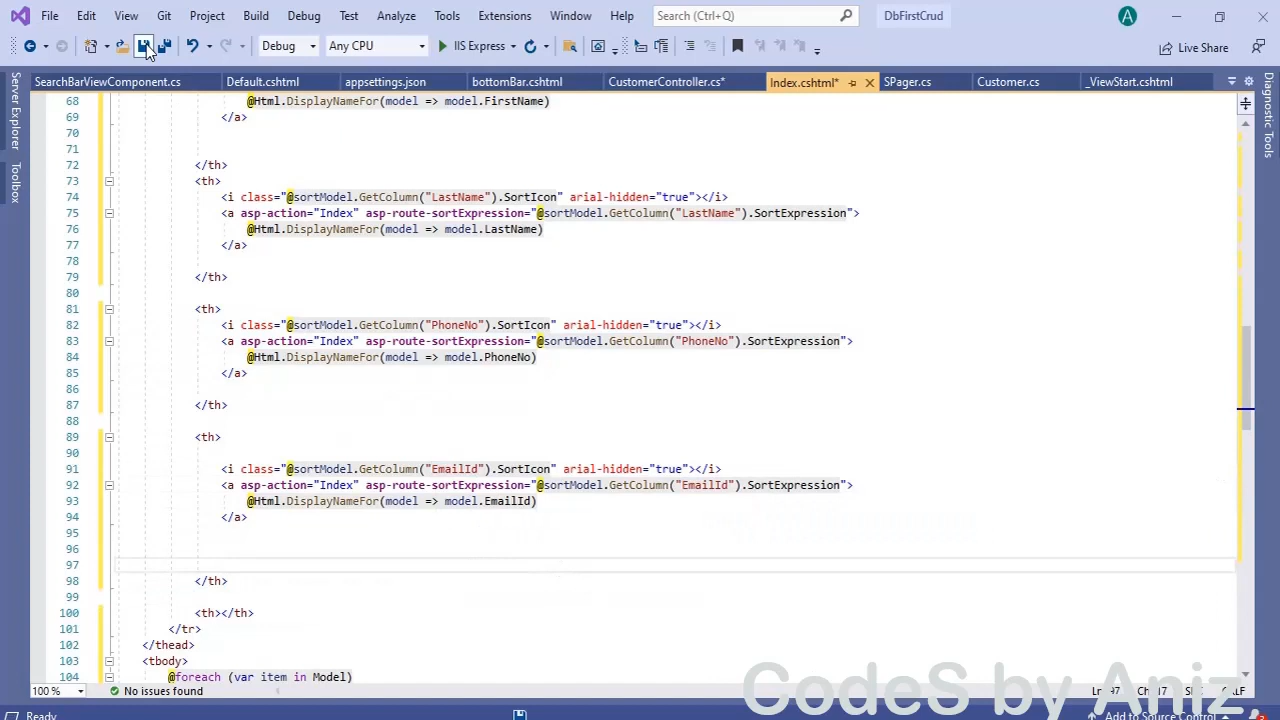 File Edit View Git Project Build Debug Test Analyze Tools Extensions Window Help Search (Ctrl+Q) DbFirstCrud A
Debug Any CPU IIS Express Live Share
SearchBarViewComponent.cs Default.cshtml appsettings.json bottomBar.cshtml CustomerController.cs* Index.cshtml* SPager.cs Customer.cs _ViewStart.cshtml
Server Explorer
Toolbox
Diagnostic Tools
68 @Html.DisplayNameFor(model => model.FirstName)
69 </a>
70
71
72 </th>
73 <th>
74 <i class="@sortModel.GetColumn("LastName").SortIcon" arial-hidden="true"></i>
75 <a asp-action="Index" asp-route-sortExpression="@sortModel.GetColumn("LastName").SortExpression">
76 @Html.DisplayNameFor(model => model.LastName)
77 </a>
78
79 </th>
80
81 <th>
82 <i class="@sortModel.GetColumn("PhoneNo").SortIcon" arial-hidden="true"></i>
83 <a asp-action="Index" asp-route-sortExpression="@sortModel.GetColumn("PhoneNo").SortExpression">
84 @Html.DisplayNameFor(model => model.PhoneNo)
85 </a>
86
87 </th>
88
89 <th>
90
91 <i class="@sortModel.GetColumn("EmailId").SortIcon" arial-hidden="true"></i>
92 <a asp-action="Index" asp-route-sortExpression="@sortModel.GetColumn("EmailId").SortExpression">
93 @Html.DisplayNameFor(model => model.EmailId)
94 </a>
95
96
97
98 </th>
99
100 <th></th>
101 </tr>
102 </thead>
103 <tbody>
104 @foreach (var item in Model)
100 % No issues found
CodeS by Aniz.
Ready Add to Source Control